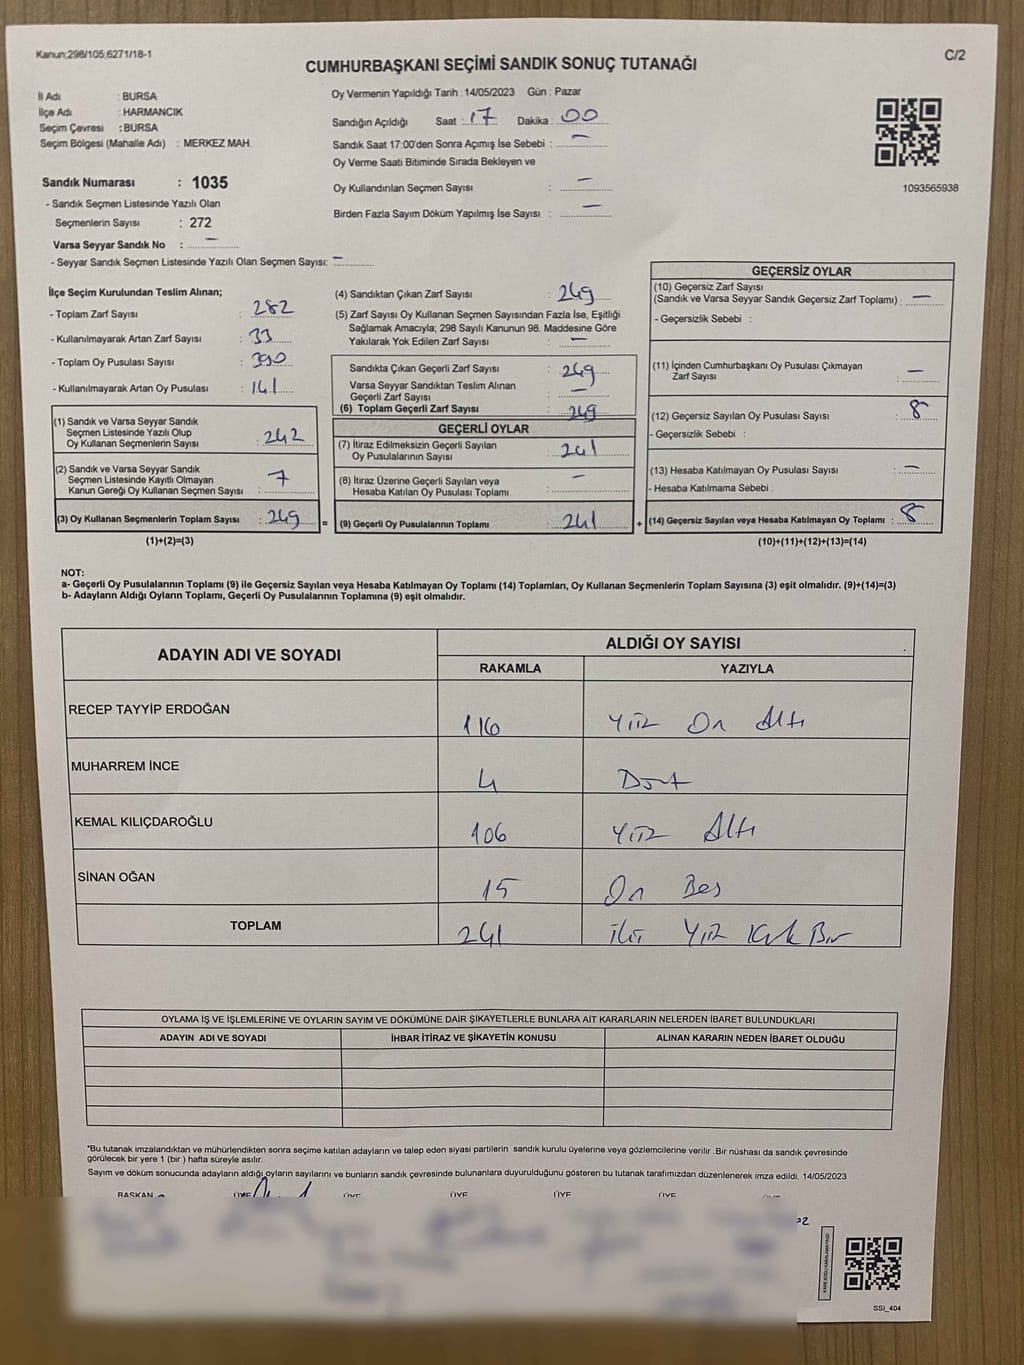 Kanun;298/105;6271/18-1
C/2
CUMHURBAŞKANI SEÇİMİ SANDIK SONUÇ TUTANAĞI
İl Adı : BURSA
İlçe Adı : HARMANCIK
Seçim Çevresi : BURSA
Seçim Bölgesi (Mahalle Adı) : MERKEZ MAH.
Sandık Numarası : 1035
- Sandık Seçmen Listesinde Yazılı Olan
Seçmenlerin Sayısı : 272
Varsa Seyyar Sandık No : —
- Seyyar Sandık Seçmen Listesinde Yazılı Olan Seçmen Sayısı: —
Oy Vermenin Yapıldığı Tarih : 14/05/2023 Gün : Pazar
Sandığın Açıldığı Saat : 17 Dakika : 00
Sandık Saat 17:00'den Sonra Açımış İse Sebebi : —
Oy Verme Saati Bitiminde Sırada Bekleyen ve
Oy Kullandırılan Seçmen Sayısı : —
Birden Fazla Sayım Döküm Yapılmış İse Sayısı : —
1093565938
İlçe Seçim Kurulundan Teslim Alınan;
- Toplam Zarf Sayısı : 282
- Kullanılmayarak Artan Zarf Sayısı : 33
- Toplam Oy Pusulası Sayısı : 390
- Kullanılmayarak Artan Oy Pusulası : 141
(1) Sandık ve Varsa Seyyar Sandık
Seçmen Listesinde Yazılı Olup
Oy Kullanan Seçmenlerin Sayısı : 242
(2) Sandık ve Varsa Seyyar Sandık
Seçmen Listesinde Kayıtlı Olmayan
Kanun Gereği Oy Kullanan Seçmen Sayısı : 7
(3) Oy Kullanan Seçmenlerin Toplam Sayısı : 249 =
(1)+(2)=(3)
(4) Sandıktan Çıkan Zarf Sayısı : 249
(5) Zarf Sayısı Oy Kullanan Seçmen Sayısından Fazla İse, Eşitliği
Sağlamak Amacıyla; 298 Sayılı Kanunun 98. Maddesine Göre
Yakılarak Yok Edilen Zarf Sayısı : —
Sandıkta Çıkan Geçerli Zarf Sayısı : 249
Varsa Seyyar Sandıktan Teslim Alınan
Geçerli Zarf Sayısı : —
(6) Toplam Geçerli Zarf Sayısı : 249
GEÇERLİ OYLAR
(7) İtiraz Edilmeksizin Geçerli Sayılan
Oy Pusulalarının Sayısı : 241
(8) İtiraz Üzerine Geçerli Sayılan veya
Hesaba Katılan Oy Pusulası Toplamı : —
(9) Geçerli Oy Pusulalarının Toplamı : 241 +
GEÇERSİZ OYLAR
(10) Geçersiz Zarf Sayısı
(Sandık ve Varsa Seyyar Sandık Geçersiz Zarf Toplamı) : —
- Geçersizlik Sebebi :
(11) İçinden Cumhurbaşkanı Oy Pusulası Çıkmayan
Zarf Sayısı : —
(12) Geçersiz Sayılan Oy Pusulası Sayısı : 8
- Geçersizlik Sebebi :
(13) Hesaba Katılmayan Oy Pusulası Sayısı : —
- Hesaba Katılmama Sebebi :
(14) Geçersiz Sayılan veya Hesaba Katılmayan Oy Toplamı : 8
(10)+(11)+(12)+(13)=(14)
NOT:
a- Geçerli Oy Pusulalarının Toplamı (9) ile Geçersiz Sayılan veya Hesaba Katılmayan Oy Toplamı (14) Toplamları, Oy Kullanan Seçmenlerin Toplam Sayısına (3) eşit olmalıdır. (9)+(14)=(3)
b- Adayların Aldığı Oyların Toplamı, Geçerli Oy Pusulalarının Toplamına (9) eşit olmalıdır.
ADAYIN ADI VE SOYADI
ALDIĞI OY SAYISI
RAKAMLA YAZIYLA
RECEP TAYYİP ERDOĞAN 116 Yüz On Altı
MUHARREM İNCE 4 Dört
KEMAL KILIÇDAROĞLU 106 Yüz Altı
SİNAN OĞAN 15 On Beş
TOPLAM 241 iki Yüz Kırk Bir
OYLAMA İŞ VE İŞLEMLERİNE VE OYLARIN SAYIM VE DÖKÜMÜNE DAİR ŞİKAYETLERLE BUNLARA AİT KARARLARIN NELERDEN İBARET BULUNDUKLARI
ADAYIN ADI VE SOYADI İHBAR İTİRAZ VE ŞİKAYETİN KONUSU ALINAN KARARIN NEDEN İBARET OLDUĞU
*Bu tutanak imzalandıktan ve mühürlendikten sonra seçime katılan adayların ve talep eden siyasi partilerin sandık kurulu üyelerine veya gözlemcilerine verilir .Bir nüshası da sandık çevresinde
görülecek bir yere 1 (bir ) hafta süreyle asılır.
Sayım ve döküm sonucunda adayların aldığı oyların sayılarını ve bunların sandık çevresinde bulunanlara duyurulduğunu gösteren bu tutanak tarafımızdan düzenlenerek imza edildi. 14/05/2023
BAŞKAN ÜYE ÜYE ÜYE ÜYE ÜYE
SSI_404